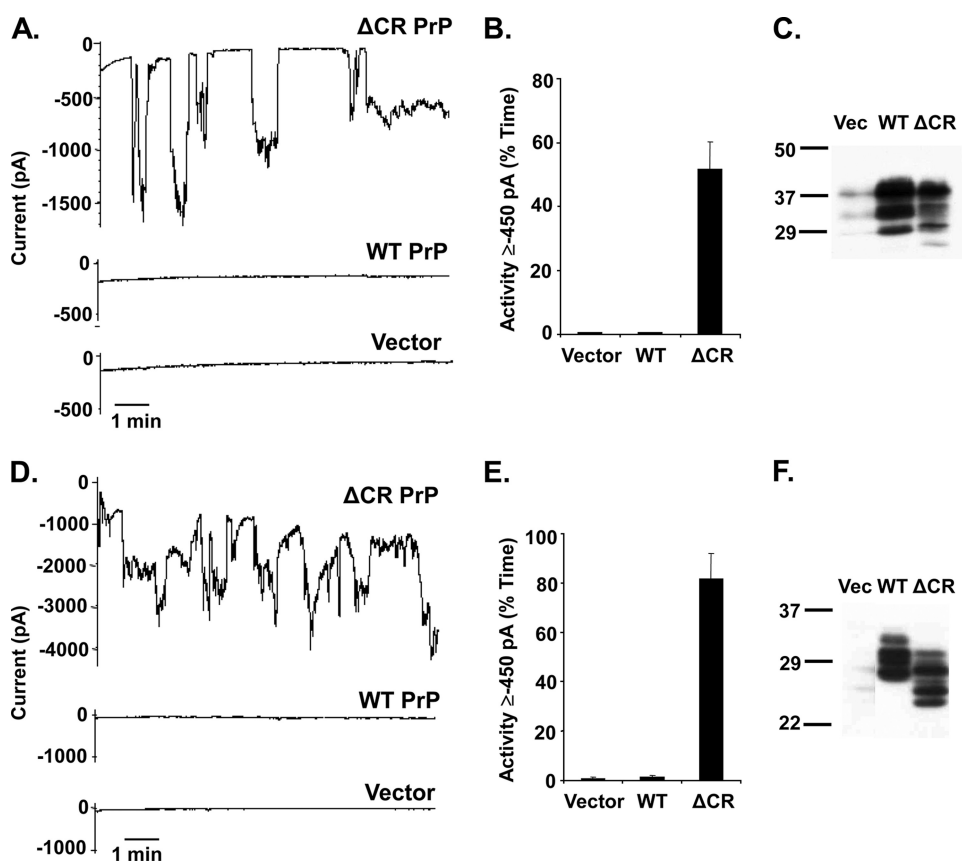 A.
ΔCR PrP
0
-500
-1000
-1500
Current (pA)
WT PrP
0
-500
Vector
0
-500
1 min
B.
80
60
40
20
0
Activity ≥-450 pA (% Time)
Vector WT ΔCR
C.
Vec WT ΔCR
50
37
29
D.
ΔCR PrP
0
-1000
-2000
-3000
-4000
Current (pA)
WT PrP
0
-1000
Vector
0
-1000
1 min
E.
100
80
60
40
20
0
Activity ≥-450 pA (% Time)
Vector WT ΔCR
F.
Vec WT ΔCR
37
29
22